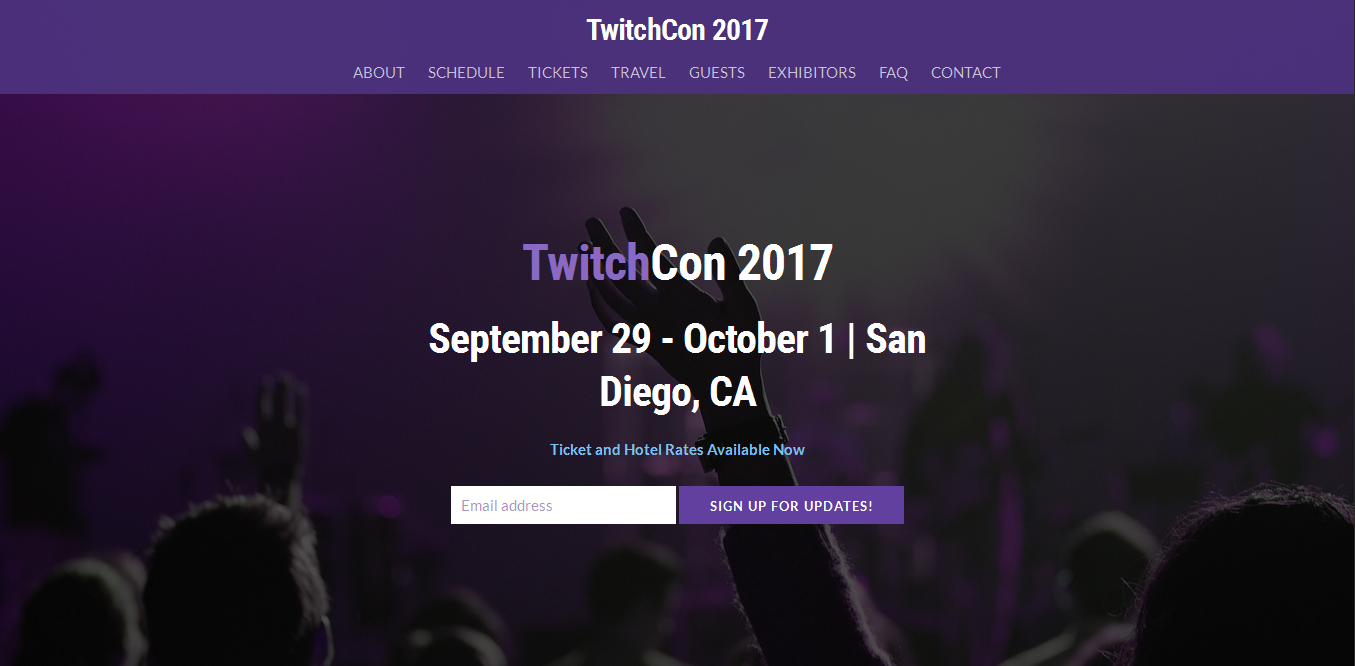 TwitchCon 2017
ABOUT SCHEDULE TICKETS TRAVEL GUESTS EXHIBITORS FAQ CONTACT
TwitchCon 2017
September 29 - October 1 | San
Diego, CA
Ticket and Hotel Rates Available Now
Email address SIGN UP FOR UPDATES!